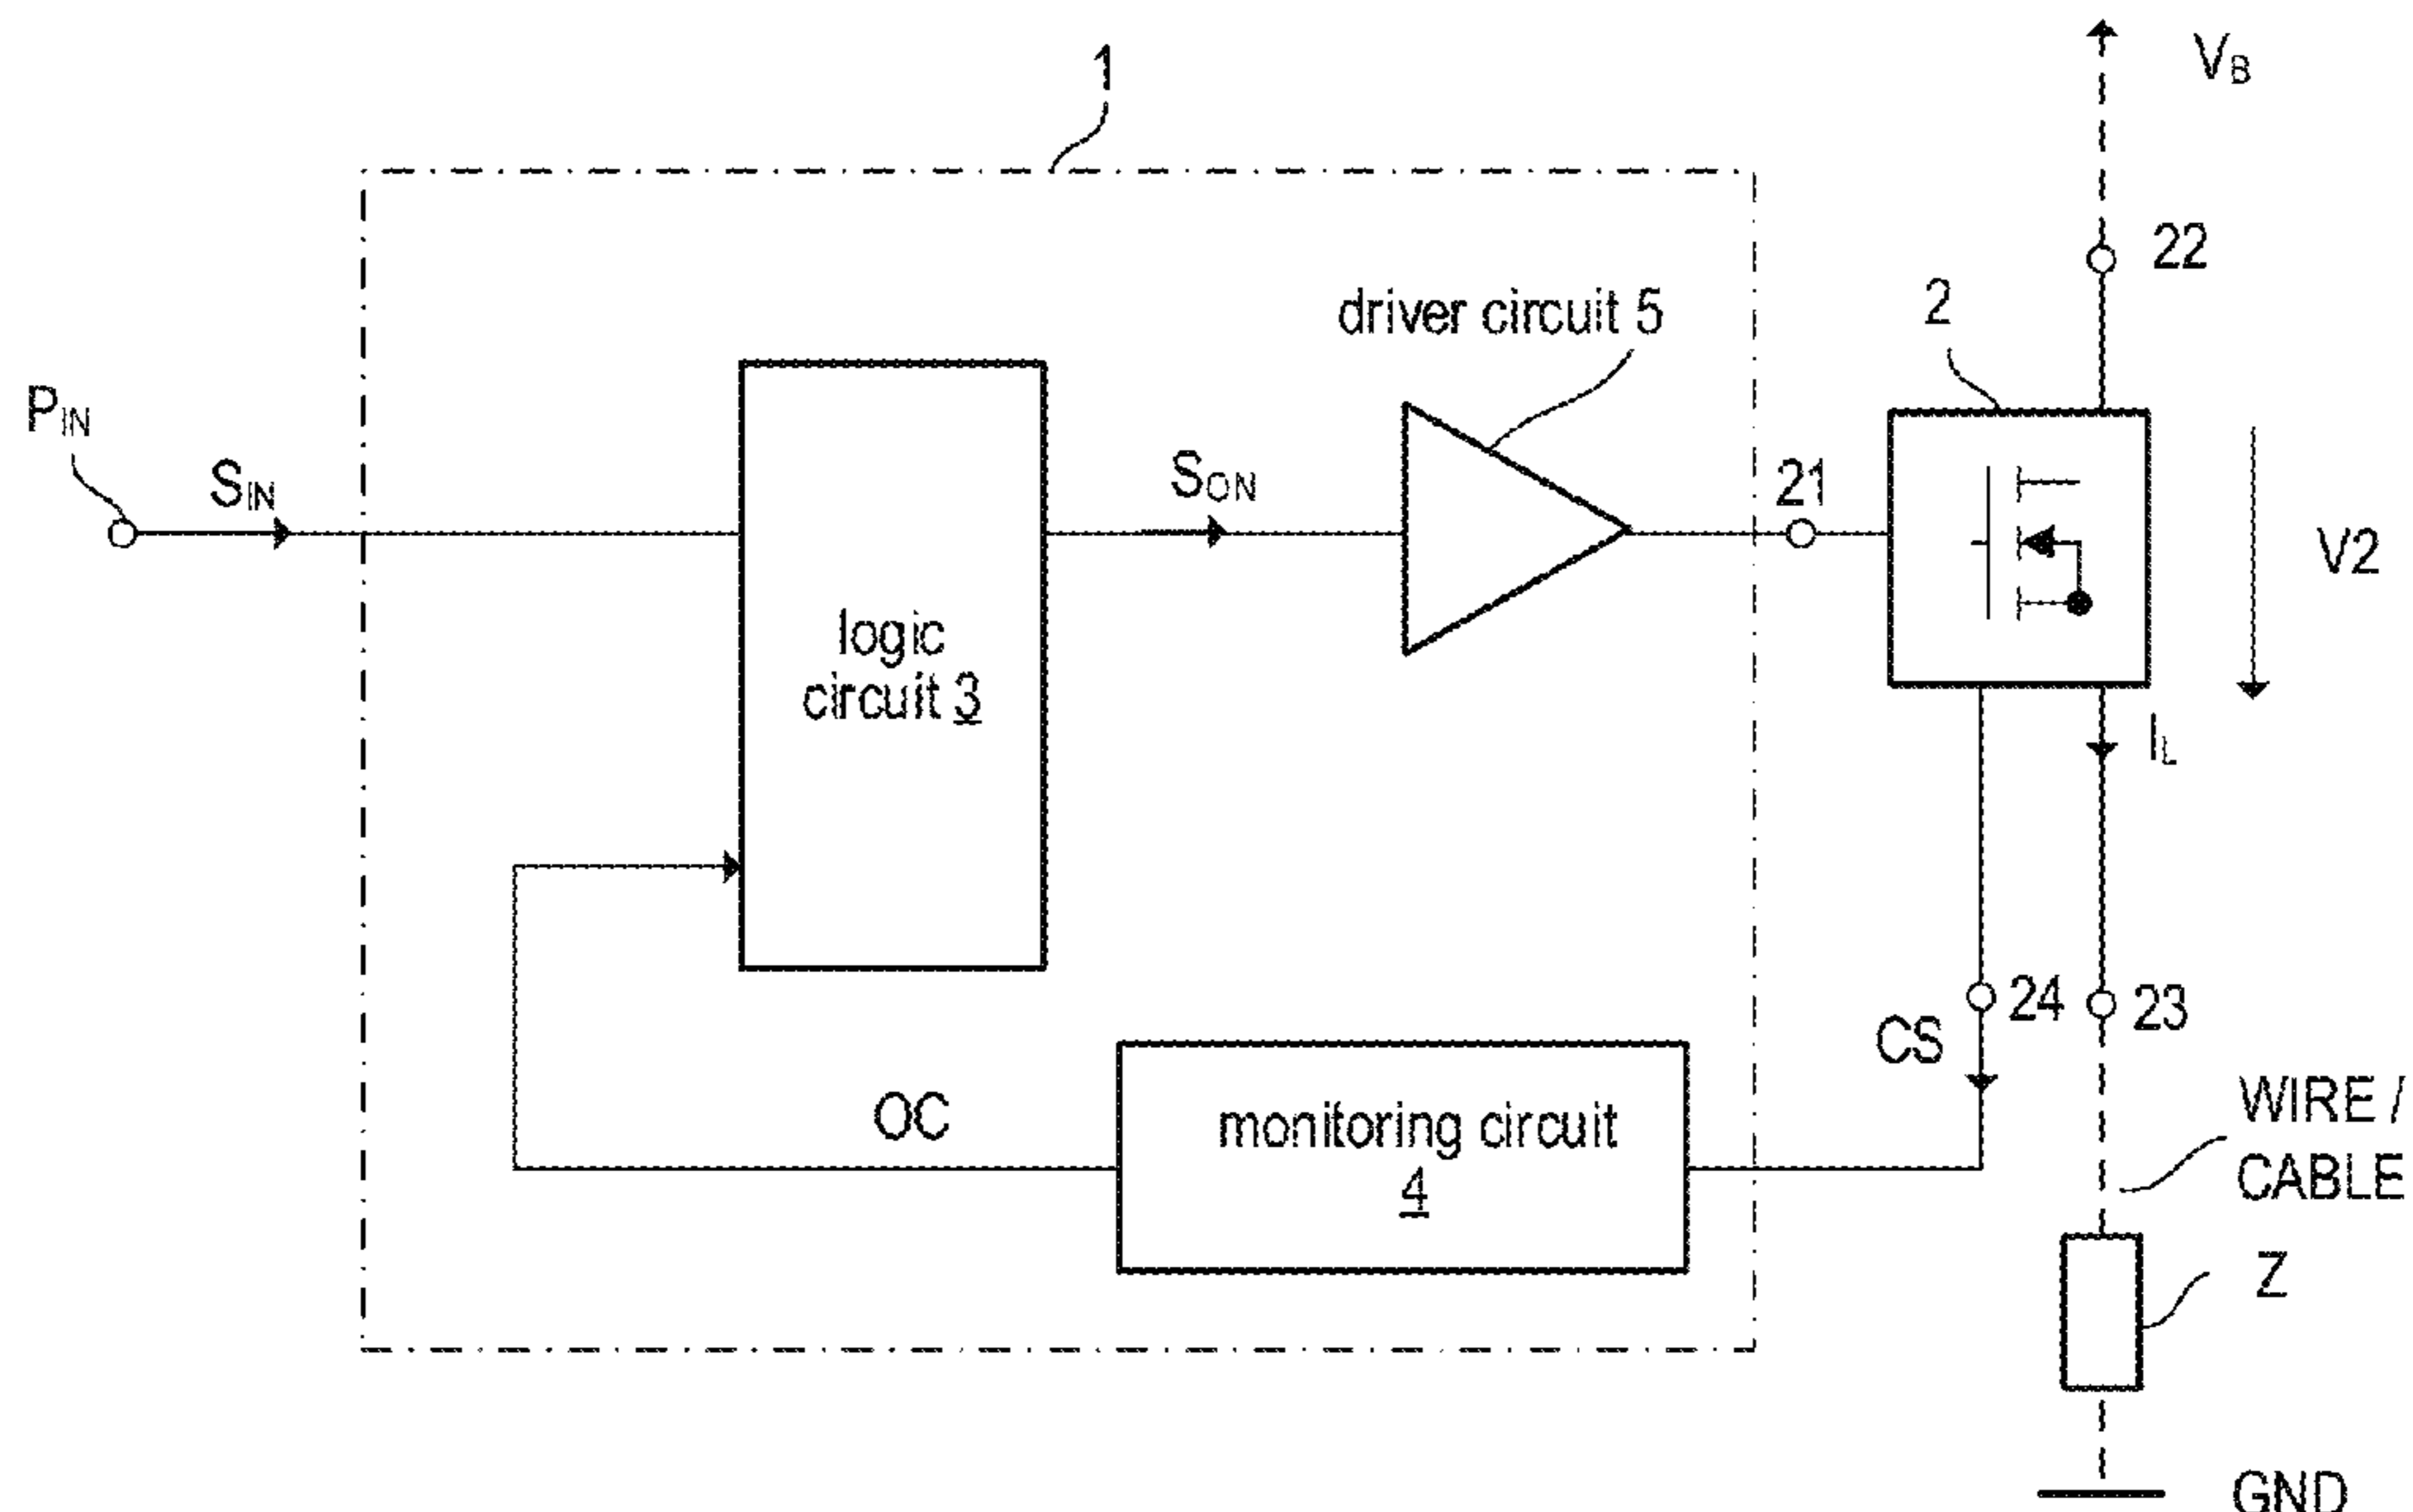 1
VB
22
driver circuit 5
2
PIN
SIN
SON
21
V2
logic
circuit 3
IL
24
23
CS
OC
monitoring circuit
4
WIRE /
CABLE
Z
GND